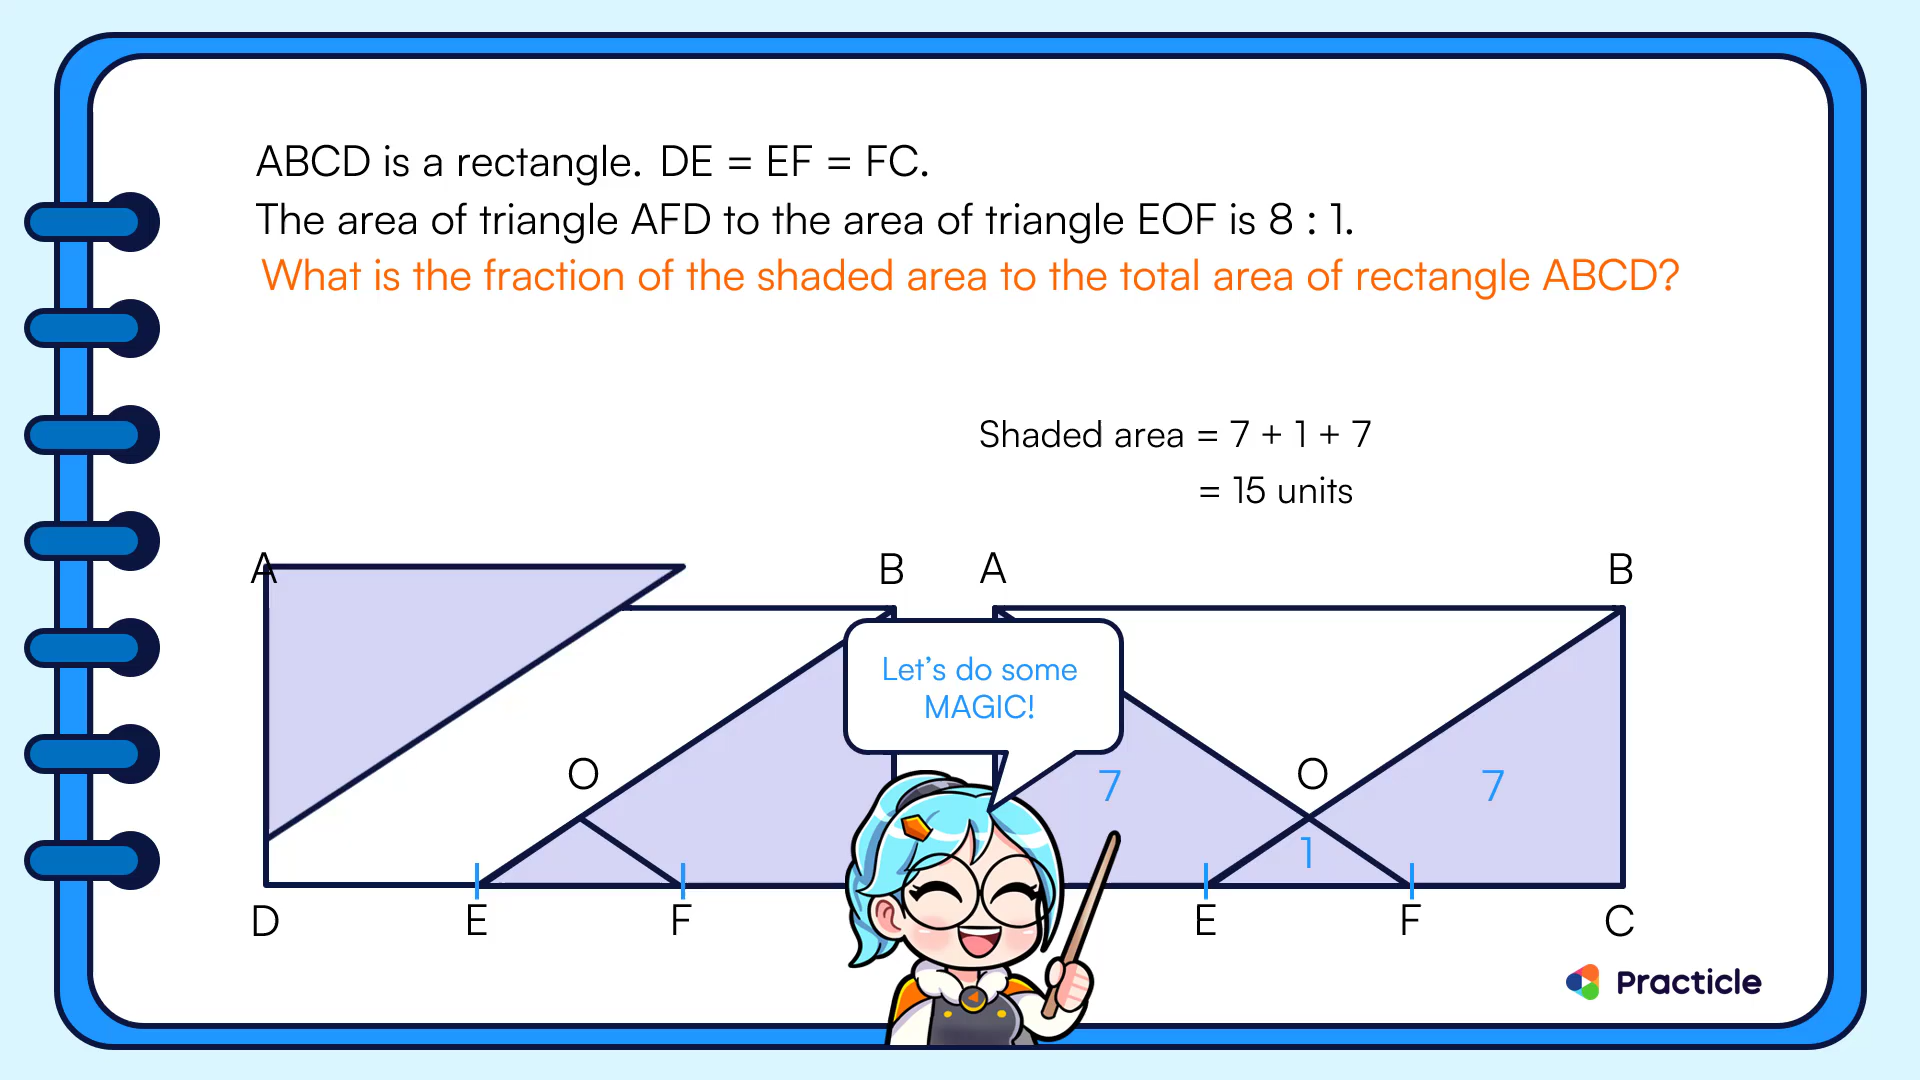 ABCD is a rectangle. DE = EF = FC.
The area of triangle AFD to the area of triangle EOF is 8 : 1.
What is the fraction of the shaded area to the total area of rectangle ABCD?
Shaded area = 7 + 1 + 7
= 15 units
A
B
A
B
Let's do some
MAGIC!
O
7
O
7
1
D
E
F
E
F
C
Practicle